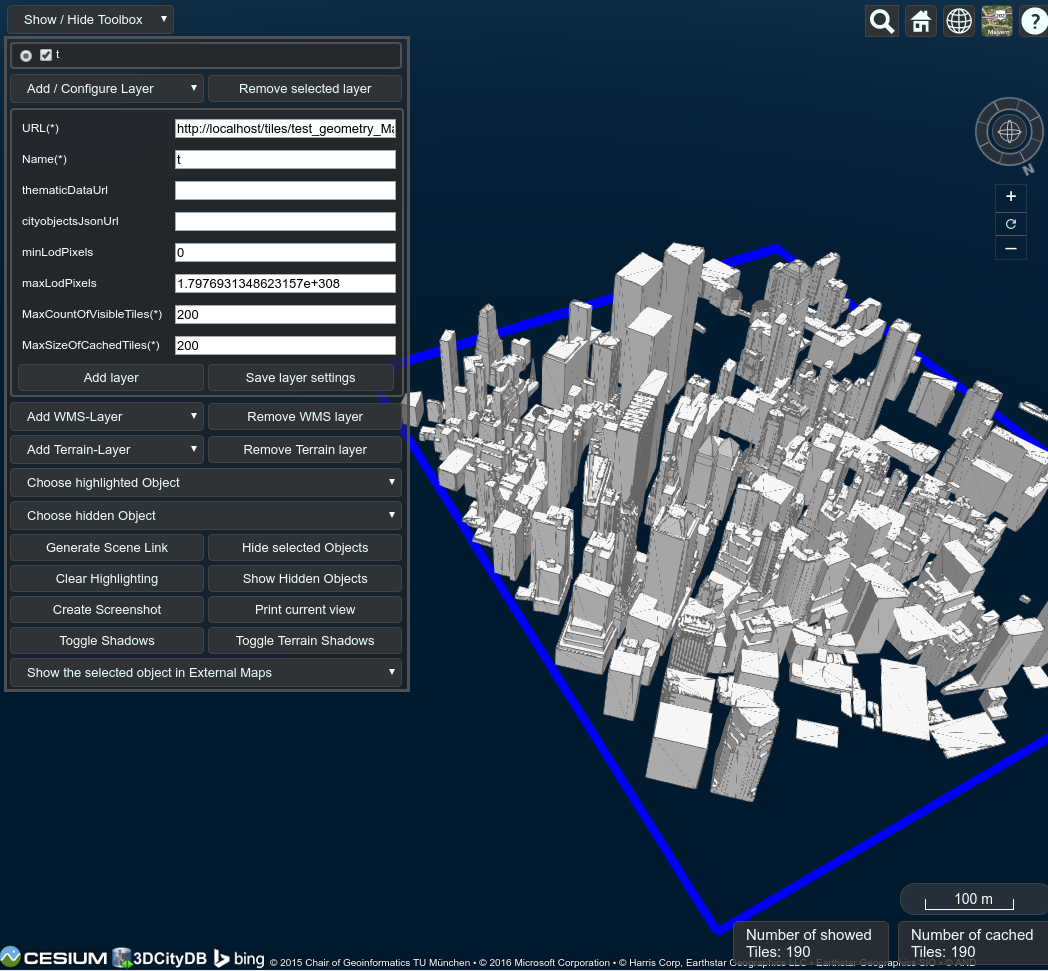 Show / Hide Toolbox
t
Add / Configure Layer
Remove selected layer
URL(*)
http://localhost/tiles/test_geometry_Ma
Name(*)
t
thematicDataUrl
cityobjectsJsonUrl
minLodPixels
0
maxLodPixels
1.7976931348623157e+308
MaxCountOfVisibleTiles(*)
200
MaxSizeOfCachedTiles(*)
200
Add layer
Save layer settings
Add WMS-Layer
Remove WMS layer
Add Terrain-Layer
Remove Terrain layer
Choose highlighted Object
Choose hidden Object
Generate Scene Link
Hide selected Objects
Clear Highlighting
Show Hidden Objects
Create Screenshot
Print current view
Toggle Shadows
Toggle Terrain Shadows
Show the selected object in External Maps
202
Malvern
?
N
+
−
100 m
Number of showed
Tiles: 190
Number of cached
Tiles: 190
CESIUM 3DCityDB bing © 2015 Chair of Geoinformatics TU München • © 2016 Microsoft Corporation • © Harris Corp, Earthstar Geographics LLC • Earthstar Geographics SIO • © AND